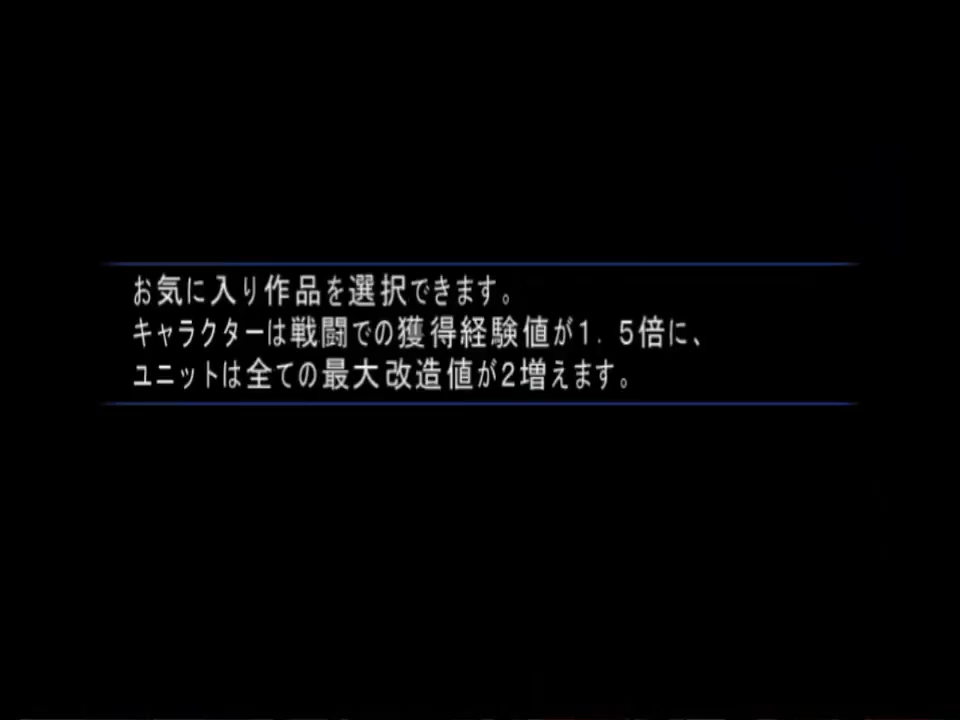 お気に入り作品を選択できます。
キャラクターは戦闘での獲得経験値が1.5倍に、
ユニットは全ての最大改造値が2増えます。